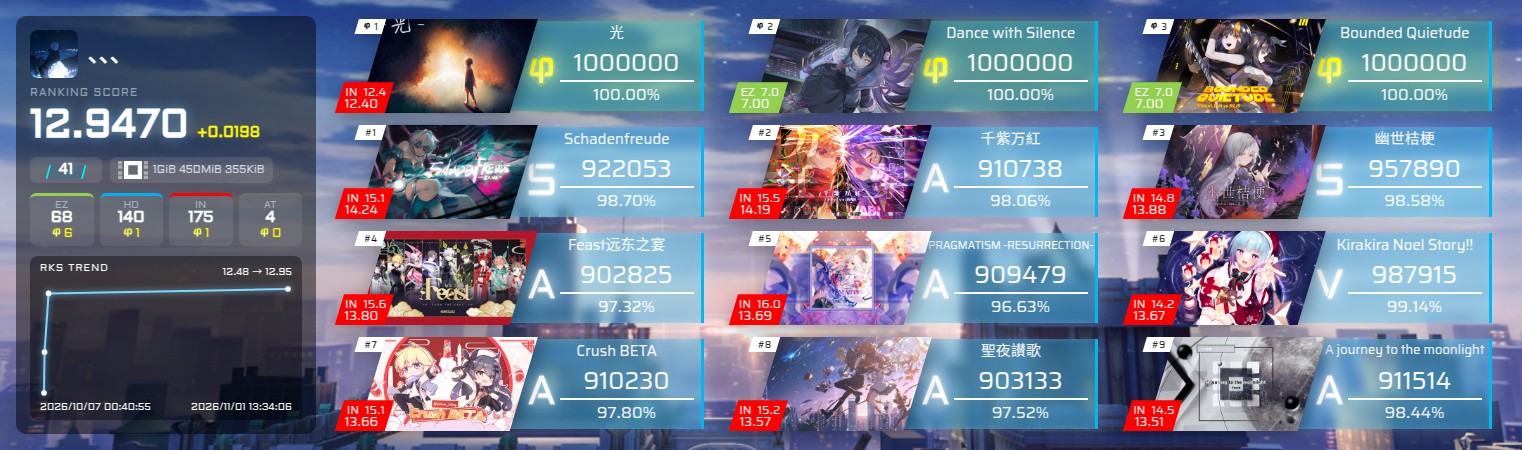 RANKING SCORE
12.9470 +0.0198
/ 41 /
1GiB 450MiB 355KiB
EZ HD IN AT
68 140 175 4
φ 6 φ 1 φ 1 φ 0
RKS TREND
12.48 → 12.95
2026/10/07 00:40:55 2026/11/01 13:34:06
φ 1
光
IN 12.4
12.40
φ
1000000
100.00%
φ 2
Dance with Silence
EZ 7.0
7.00
φ
1000000
100.00%
φ 3
BOUNDED
QUIETUDE
Bounded Quietude
EZ 7.0
7.00
φ
1000000
100.00%
#1
Schadenfreude
IN 15.1
14.24
S
922053
98.70%
#2
千紫万紅
IN 15.5
14.19
A
910738
98.06%
#3
幽世桔梗
幽世桔梗
IN 14.8
13.88
S
957890
98.58%
#4
Feast
Feast远东之宴
IN 15.6
13.80
A
902825
97.32%
#5
PRAGMATISM -RESURRECTION-
IN 16.0
13.69
A
909479
96.63%
#6
Kirakira Noel Story!!
IN 14.2
13.67
V
987915
99.14%
#7
Crush BETA
Crush BETA
IN 15.1
13.66
A
910230
97.80%
#8
聖夜讃歌
IN 15.2
13.57
A
903133
97.52%
#9
A journey to the moonlight
IN 14.5
13.51
A
911514
98.44%